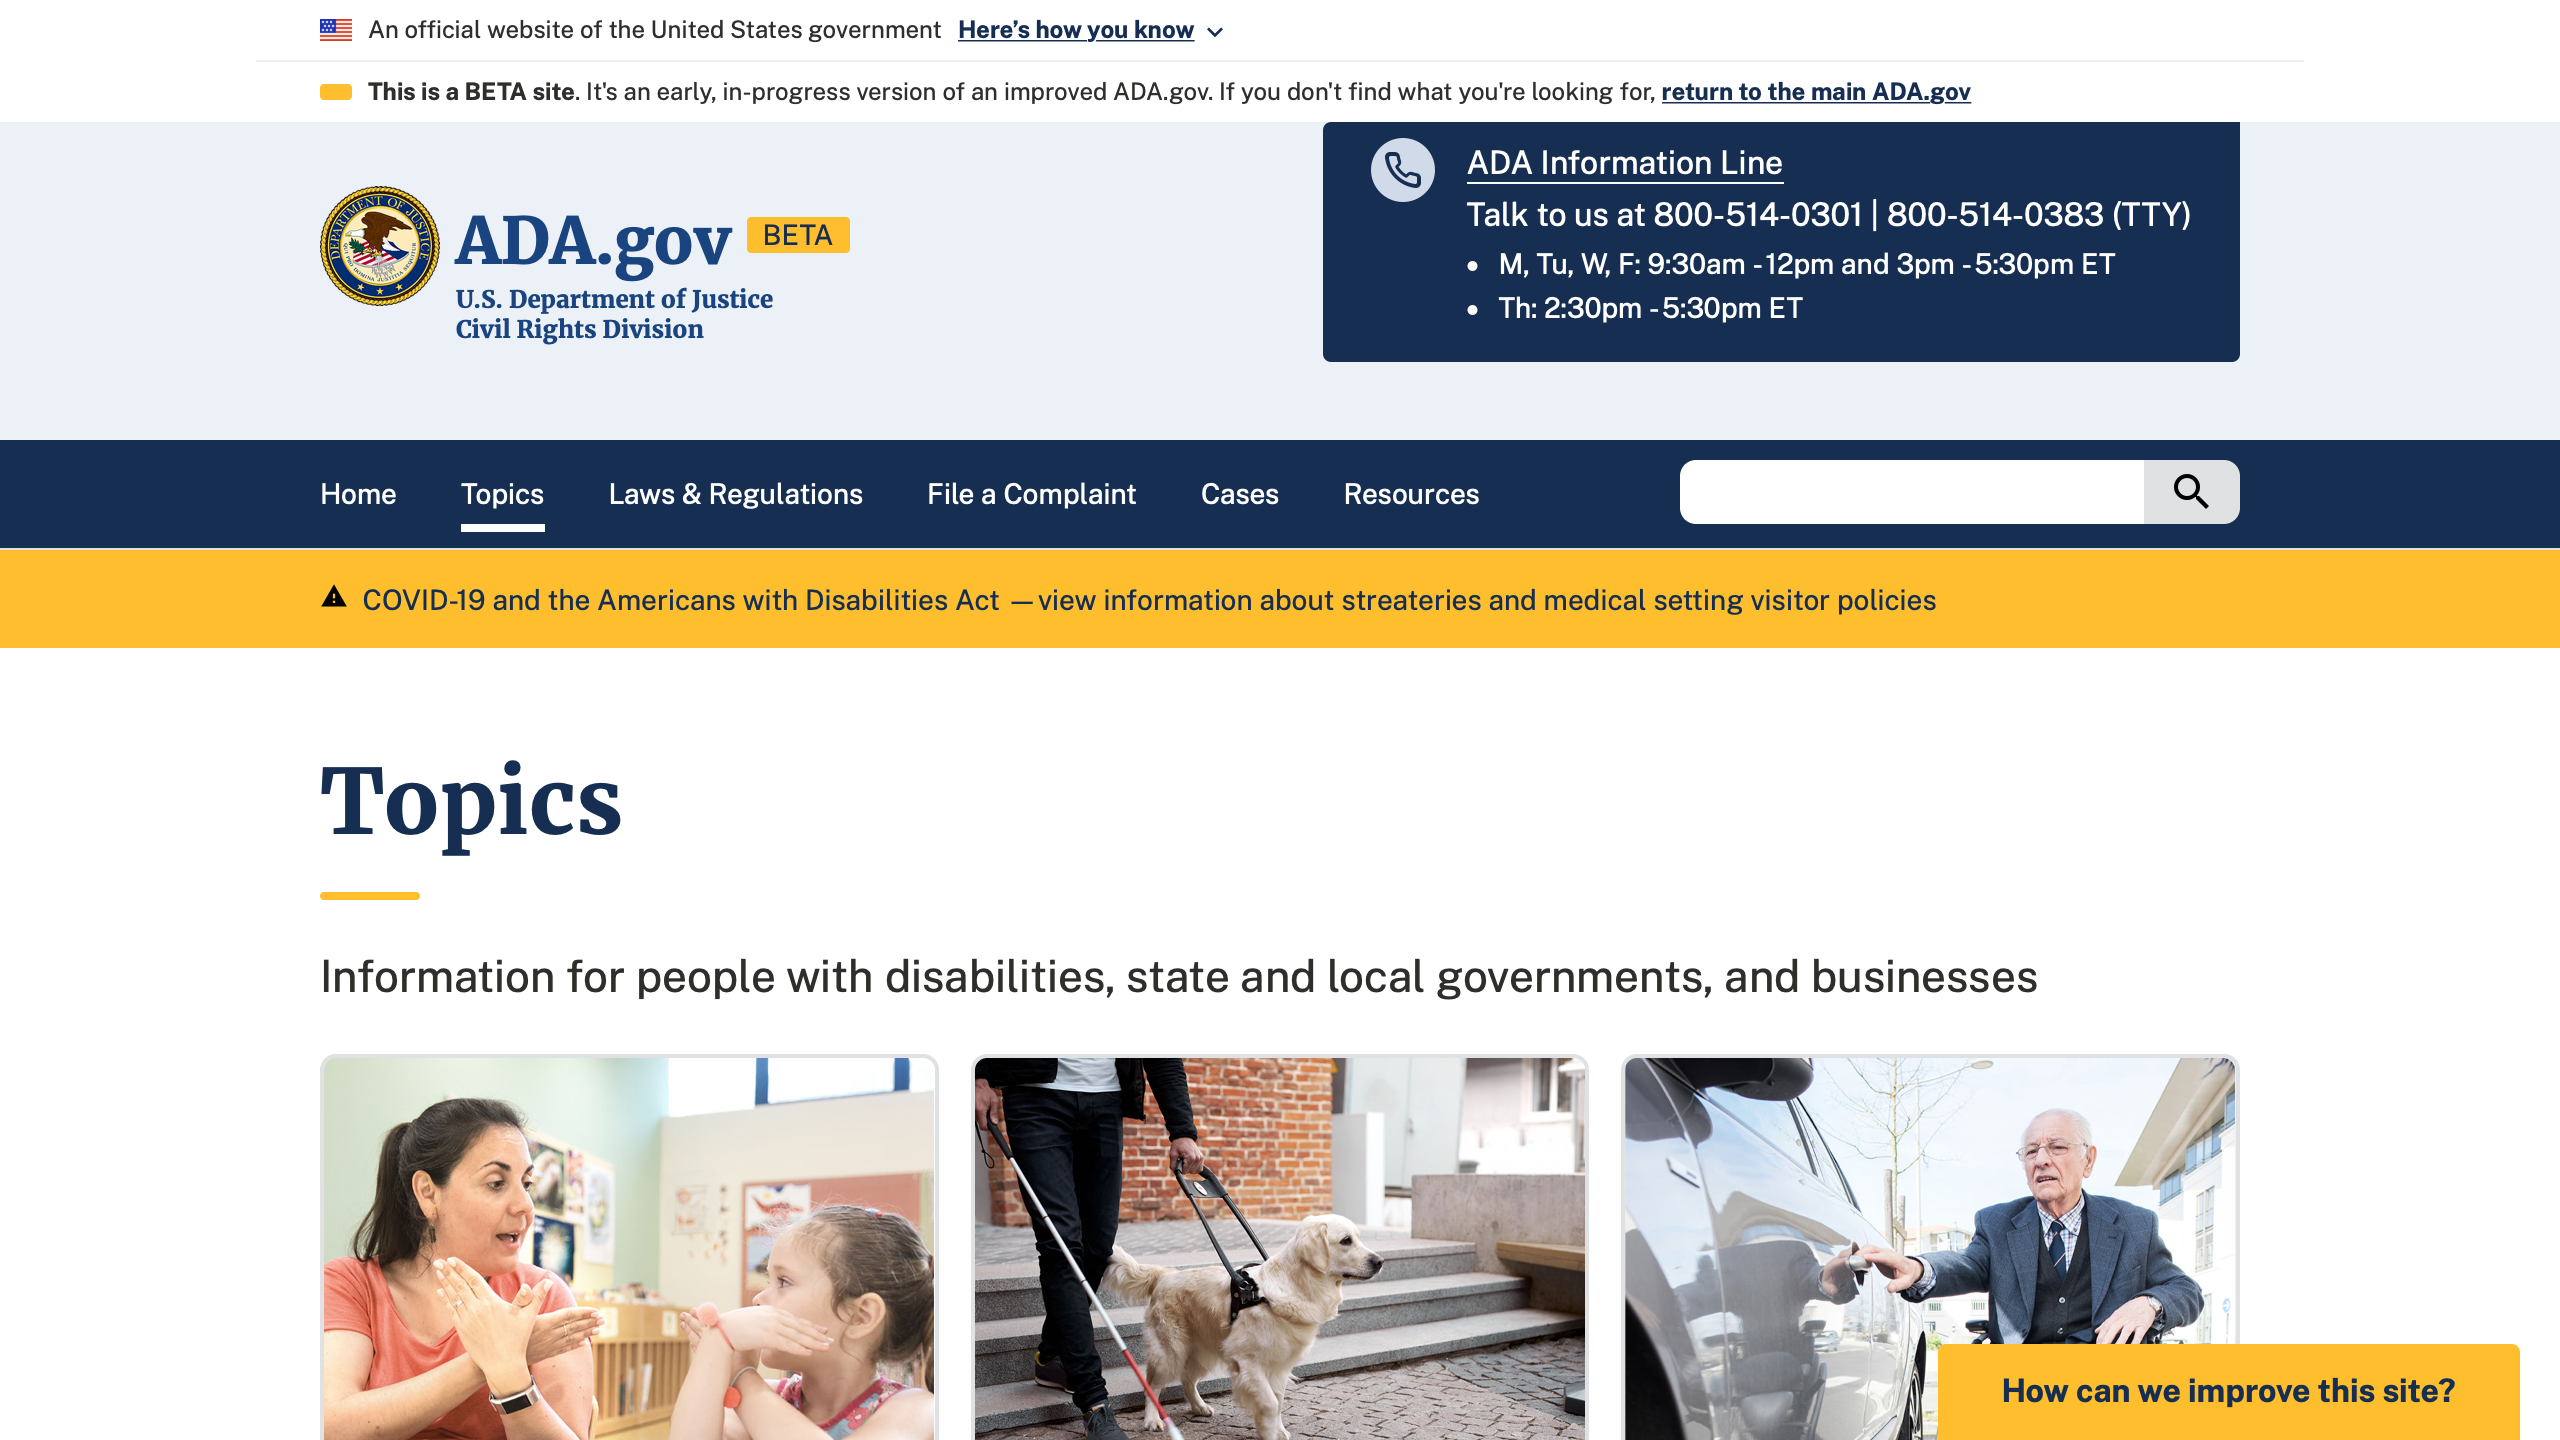 An official website of the United States government Here’s how you know
This is a BETA site. It's an early, in-progress version of an improved ADA.gov. If you don't find what you're looking for, return to the main ADA.gov
ADA.gov BETA
U.S. Department of Justice
Civil Rights Division
ADA Information Line
Talk to us at 800-514-0301 | 800-514-0383 (TTY)
• M, Tu, W, F: 9:30am - 12pm and 3pm - 5:30pm ET
• Th: 2:30pm - 5:30pm ET
Home Topics Laws & Regulations File a Complaint Cases Resources
COVID-19 and the Americans with Disabilities Act — view information about streateries and medical setting visitor policies
Topics
Information for people with disabilities, state and local governments, and businesses
How can we improve this site?